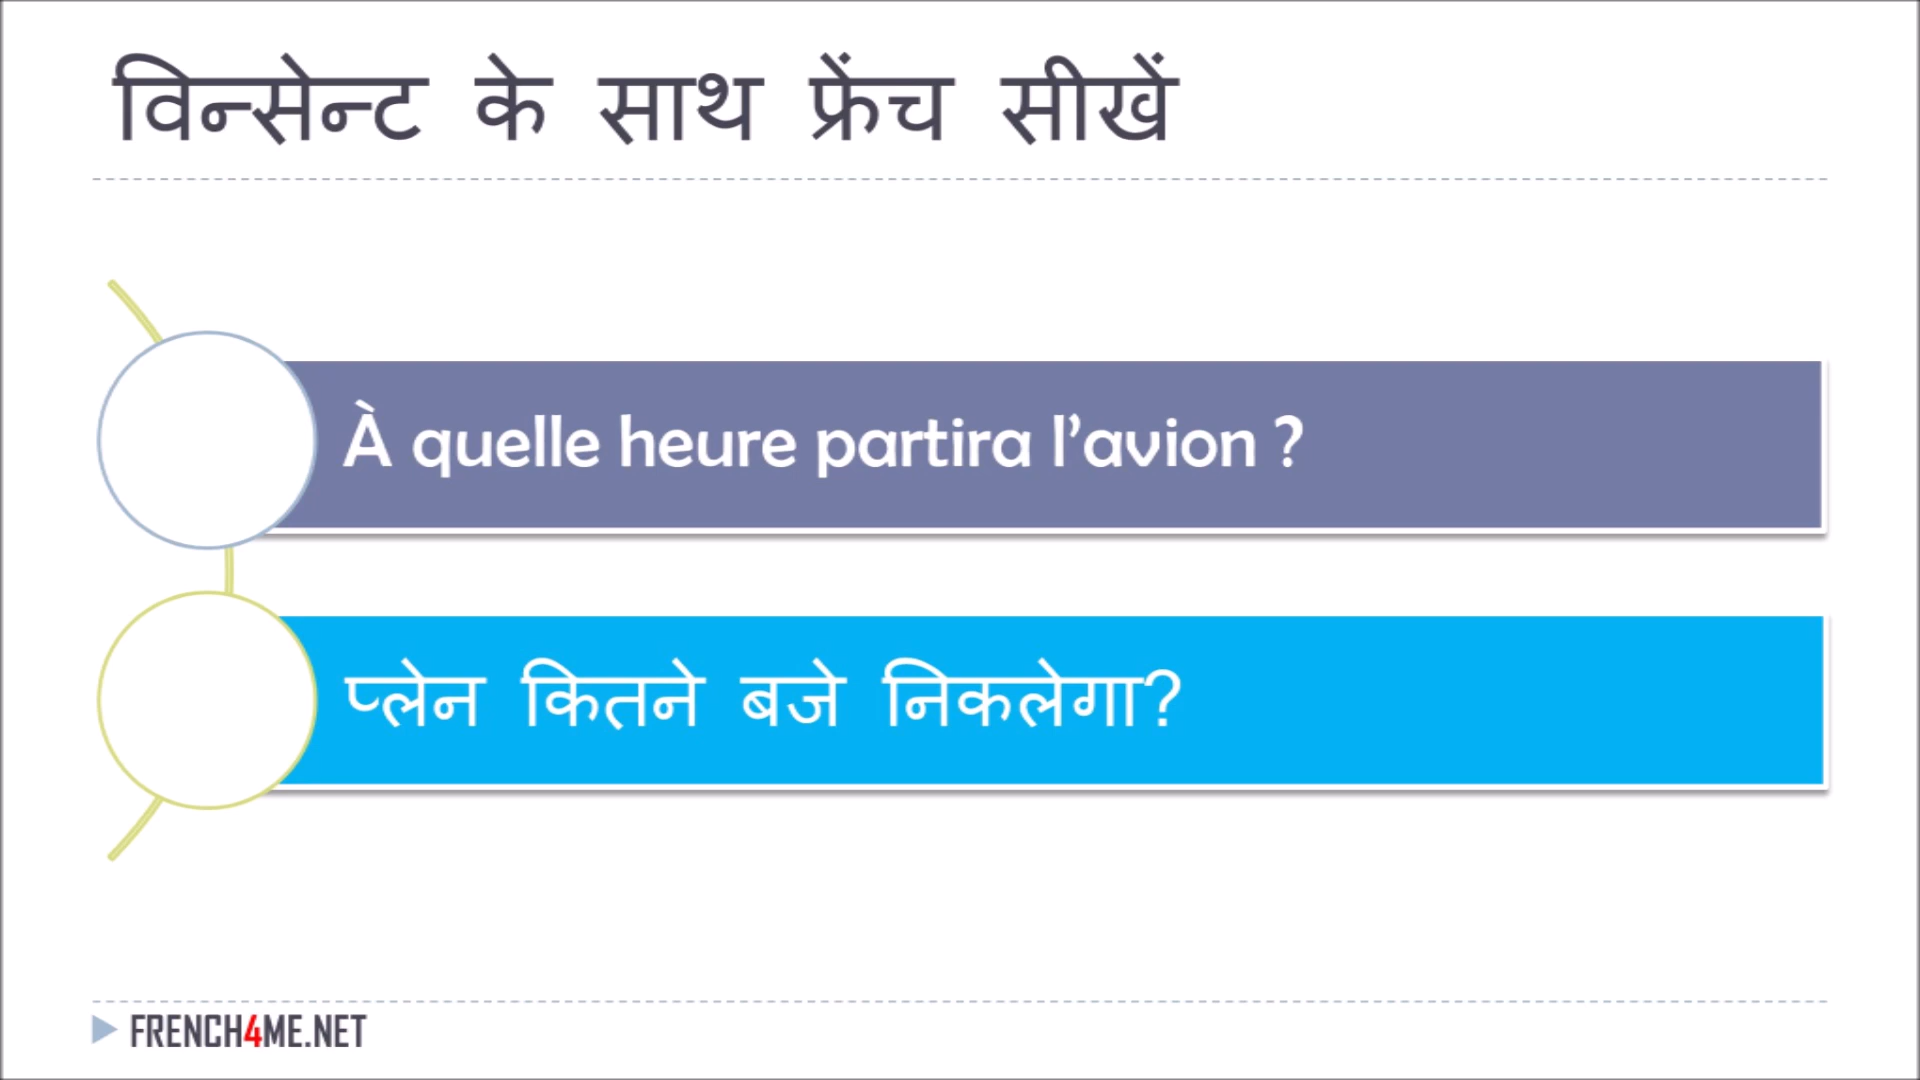 विन्सेन्ट के साथ फ्रेंच सीखें
À quelle heure partira l’avion ?
प्लेन कितने बजे निकलेगा?
FRENCH4ME.NET